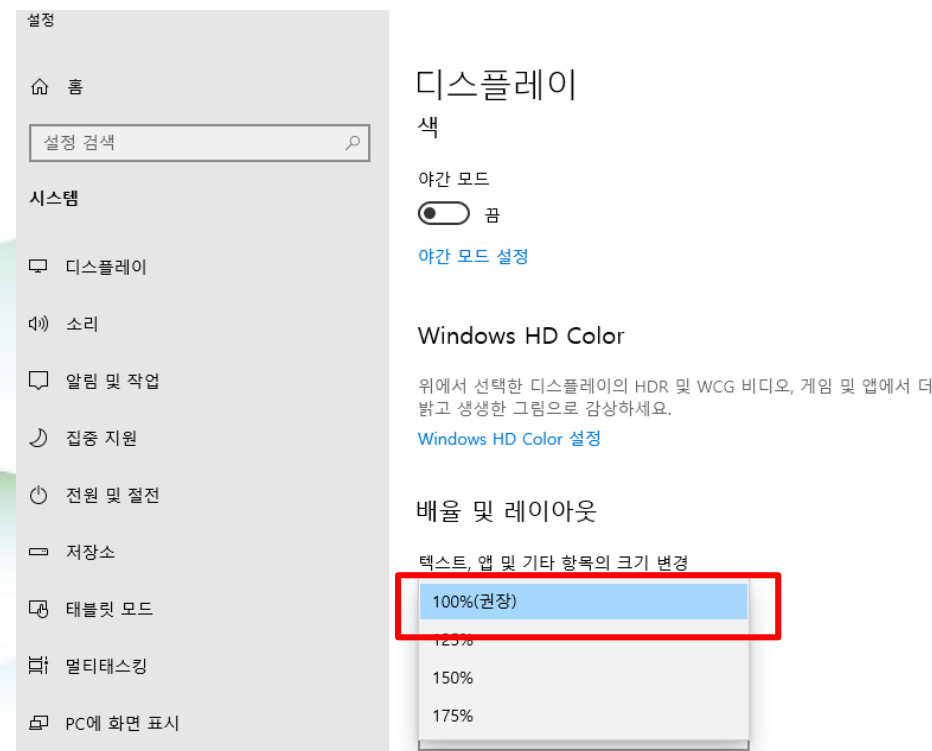 설정
홈
설정 검색
시스템
디스플레이
소리
알림 및 작업
집중 지원
전원 및 절전
저장소
태블릿 모드
멀티태스킹
PC에 화면 표시
디스플레이
색
야간 모드
끔
야간 모드 설정
Windows HD Color
위에서 선택한 디스플레이의 HDR 및 WCG 비디오, 게임 및 앱에서 더
밝고 생생한 그림으로 감상하세요.
Windows HD Color 설정
배율 및 레이아웃
텍스트, 앱 및 기타 항목의 크기 변경
100%(권장)
125%
150%
175%